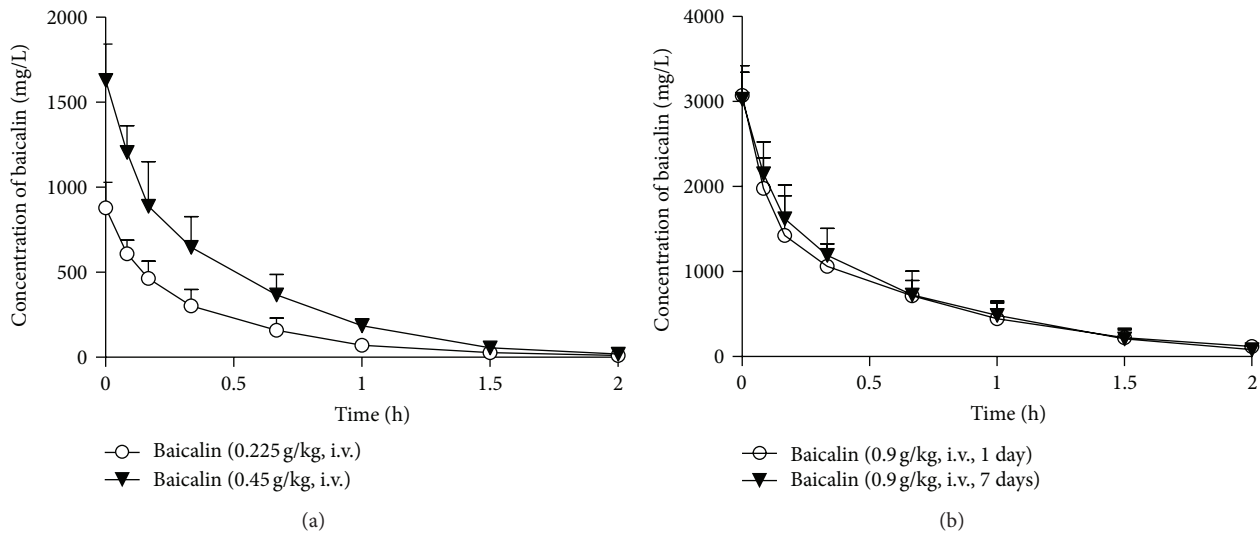 Concentration of baicalin (mg/L)
2000
1500
1000
500
0
0
0.5
1
1.5
2
Time (h)
Baicalin (0.225 g/kg, i.v.)
Baicalin (0.45 g/kg, i.v.)
(a)
Concentration of baicalin (mg/L)
4000
3000
2000
1000
0
0
0.5
1
1.5
2
Time (h)
Baicalin (0.9 g/kg, i.v., 1 day)
Baicalin (0.9 g/kg, i.v., 7 days)
(b)